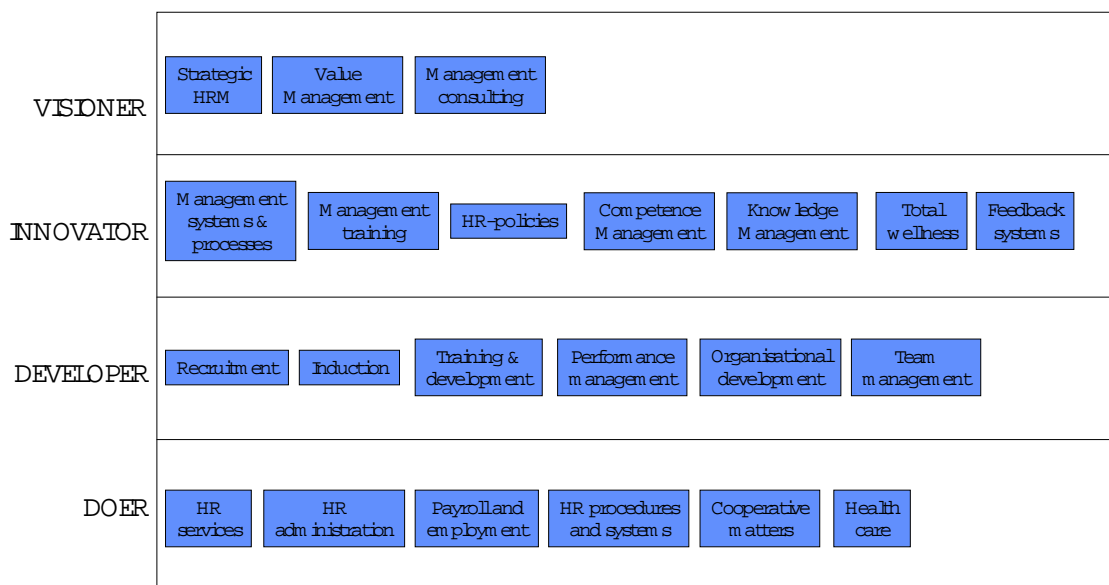 VISIONER
Strategic
HRM
Value
Management
Management
consulting
INNOVATOR
Management
systems &
processes
Management
training
HR-policies
Competence
Management
Knowledge
Management
Total
wellness
Feedback
systems
DEVELOPER
Recruitment
Induction
Training &
development
Performance
management
Organisational
development
Team
management
DOER
HR
services
HR
administration
Payroll and
employment
HR procedures
and systems
Cooperative
matters
Health
care